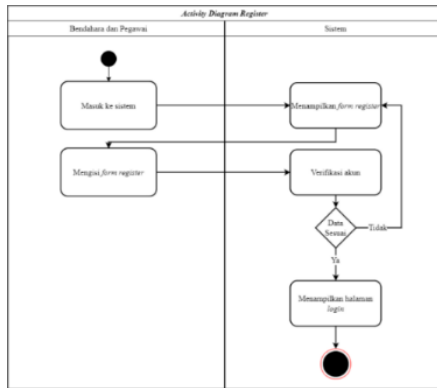 Activity Diagram Register
Bendahara dan Pegawai
Sistem
Masuk ke sistem
Menampilkan form register
Mengisi form register
Verifikasi akun
Data
Sesuai
Tidak
Ya
Menampilkan halaman
login